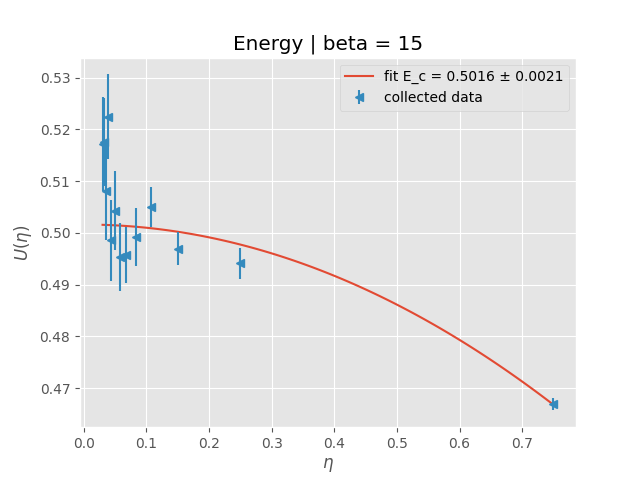 Energy | beta = 15
fit E_c = 0.5016 ± 0.0021
collected data
0.53
0.52
0.51
0.50
0.49
0.48
0.47
U(η)
0.0 0.1 0.2 0.3 0.4 0.5 0.6 0.7
η